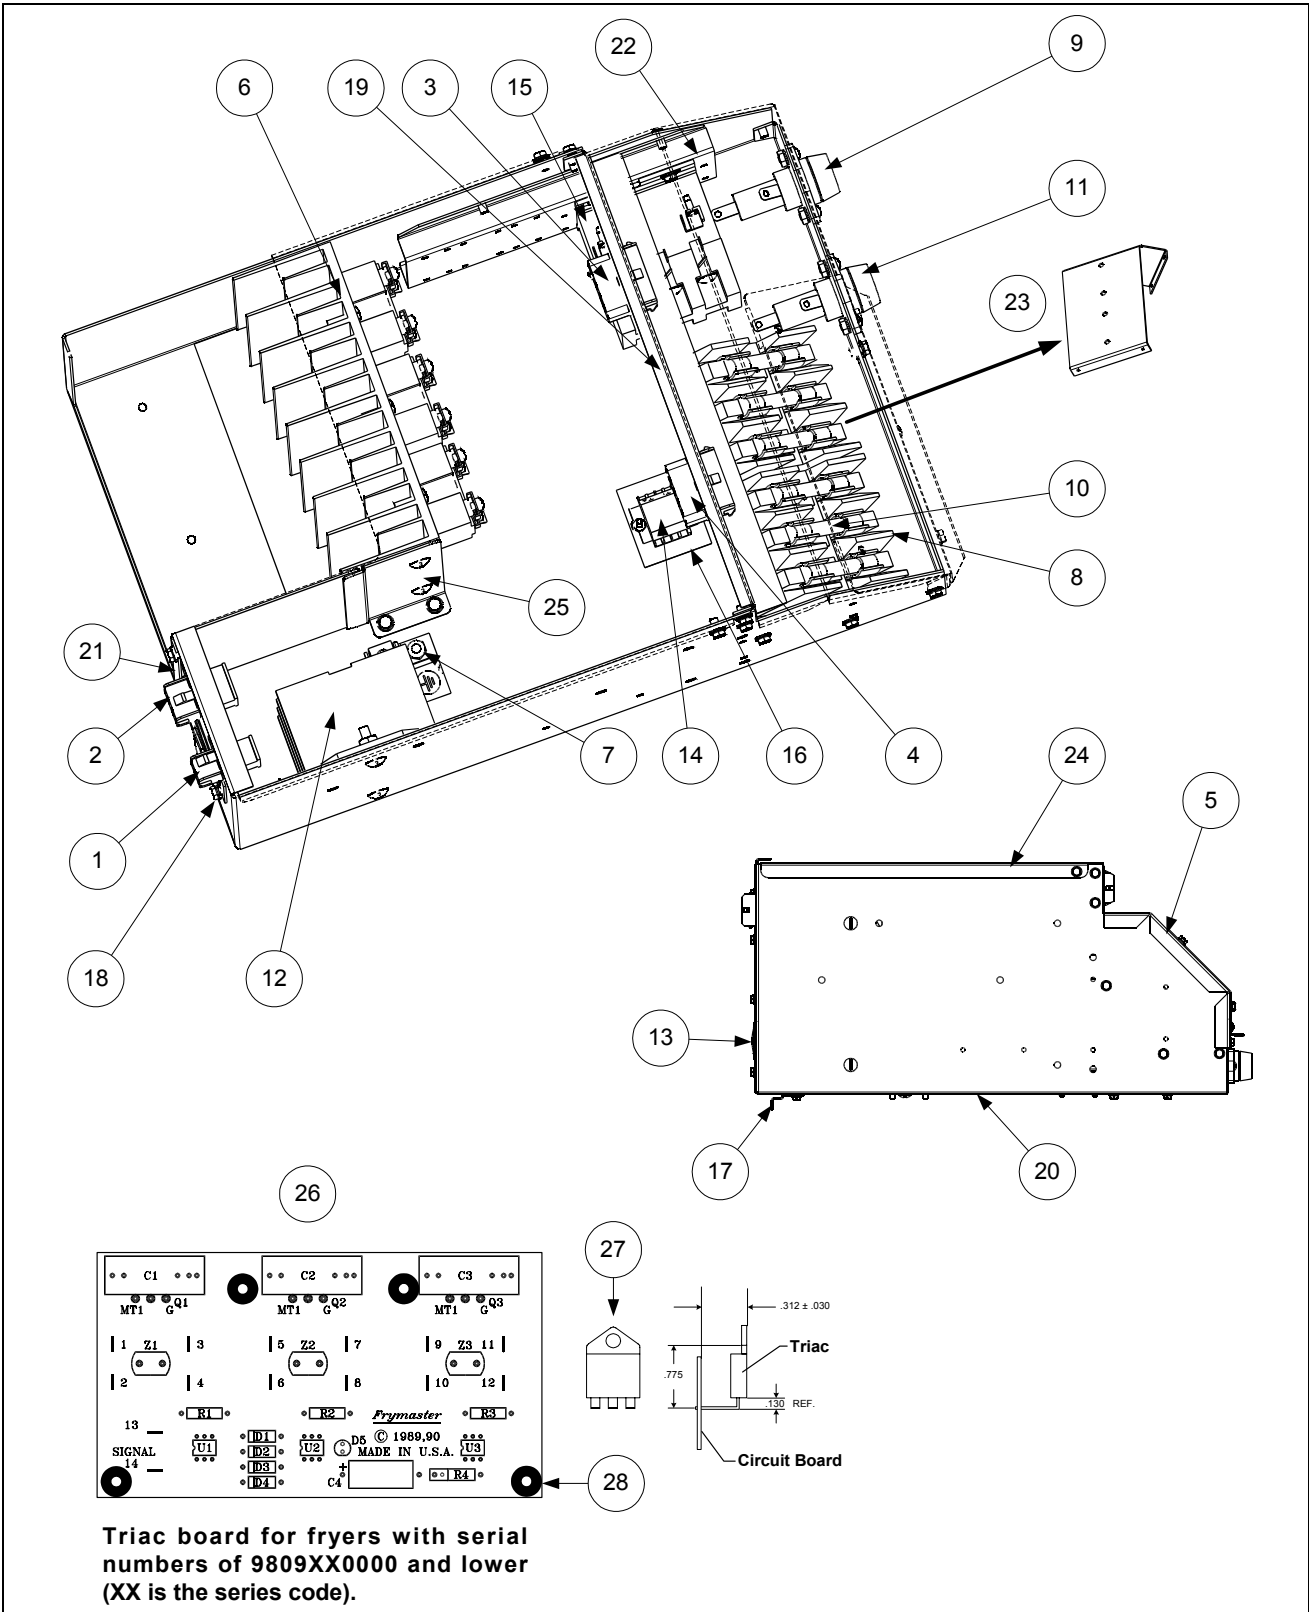 22
9
6
19
3
15
11
23
10
8
25
21
2
7
14
16
4
24
1
5
18
12
13
17
20
26
27
C1
C2
C3
MT1 G Q1
MT1 G Q2
MT1 G Q3
.312 ± .030
1 Z1 3
5 Z2 7
9 Z3 11
Triac
.775
2 4
6 8
10 12
.130 REF.
R1
R2
Frymaster
R3
13
D5 © 1989,90
SIGNAL
U1
D1
U2
MADE IN U.S.A.
U3
D2
14
D3
+
R4
D4
C4
Circuit Board
28
Triac board for fryers with serial
numbers of 9809XX0000 and lower
(XX is the series code).